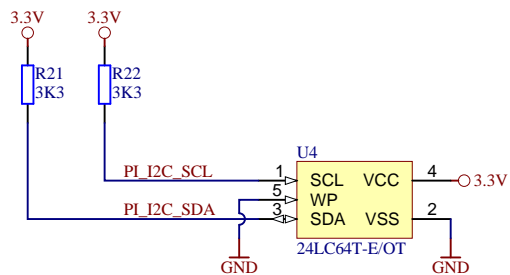 3.3V 3.3V
R21
3K3
R22
3K3
U4
PI_I2C_SCL 1 SCL VCC 4 3.3V
5 WP
PI_I2C_SDA 3 SDA VSS 2
24LC64T-E/OT
GND GND